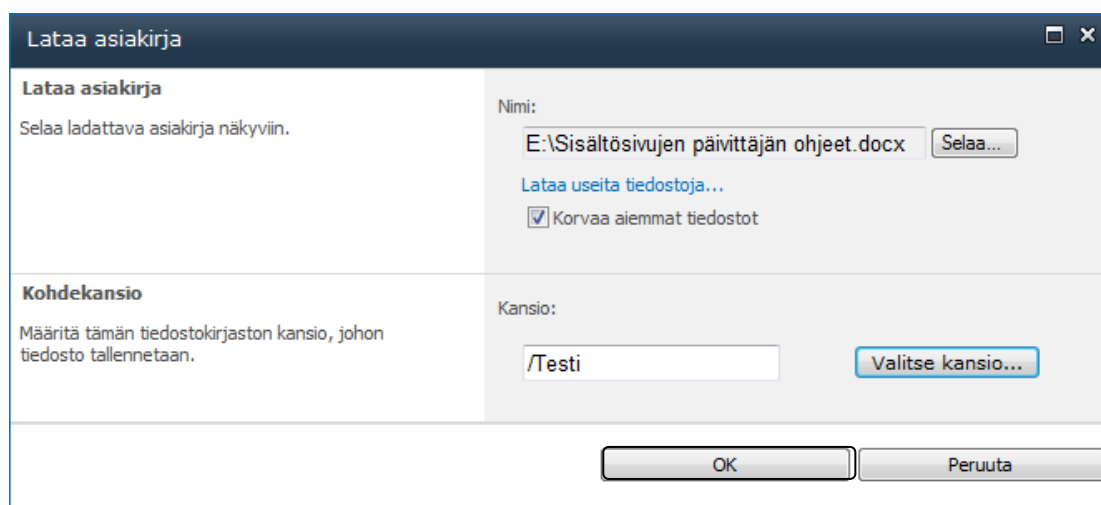 Lataa asiakirja
Lataa asiakirja
Selaa ladattava asiakirja näkyviin.
Nimi:
E:\Sisältösivujen päivittäjän ohjeet.docx
Selaa...
Lataa useita tiedostoja...
Korvaa aiemmat tiedostot
Kohdekansio
Määritä tämän tiedostokirjaston kansio, johon
tiedosto tallennetaan.
Kansio:
/Testi
Valitse kansio...
OK
Peruuta